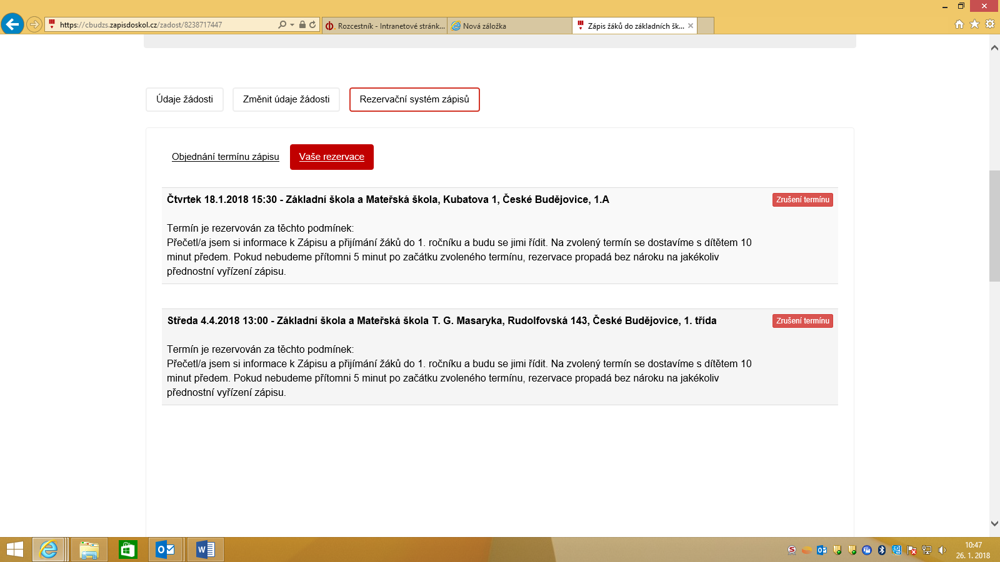 https://cbudzs.zapisdoskol.cz/zadost/8238717447
Rozcestník - Intranetové stránk...
Nová záložka
Zápis žáků do základních šk...
Údaje žádosti
Změnit údaje žádosti
Rezervační systém zápisů
Objednání termínu zápisu
Vaše rezervace
Čtvrtek 18.1.2018 15:30 - Základní škola a Mateřská škola, Kubatova 1, České Budějovice, 1.A
Zrušení termínu
Termín je rezervován za těchto podmínek:
Přečetl/a jsem si informace k Zápisu a přijímání žáků do 1. ročníku a budu se jimi řídit. Na zvolený termín se dostavíme s dítětem 10
minut předem. Pokud nebudeme přítomni 5 minut po začátku zvoleného termínu, rezervace propadá bez nároku na jakékoliv
přednostní vyřízení zápisu.
Středa 4.4.2018 13:00 - Základní škola a Mateřská škola T. G. Masaryka, Rudolfovská 143, České Budějovice, 1. třída
Zrušení termínu
Termín je rezervován za těchto podmínek:
Přečetl/a jsem si informace k Zápisu a přijímání žáků do 1. ročníku a budu se jimi řídit. Na zvolený termín se dostavíme s dítětem 10
minut předem. Pokud nebudeme přítomni 5 minut po začátku zvoleného termínu, rezervace propadá bez nároku na jakékoliv
přednostní vyřízení zápisu.
10:47
26. 1. 2018